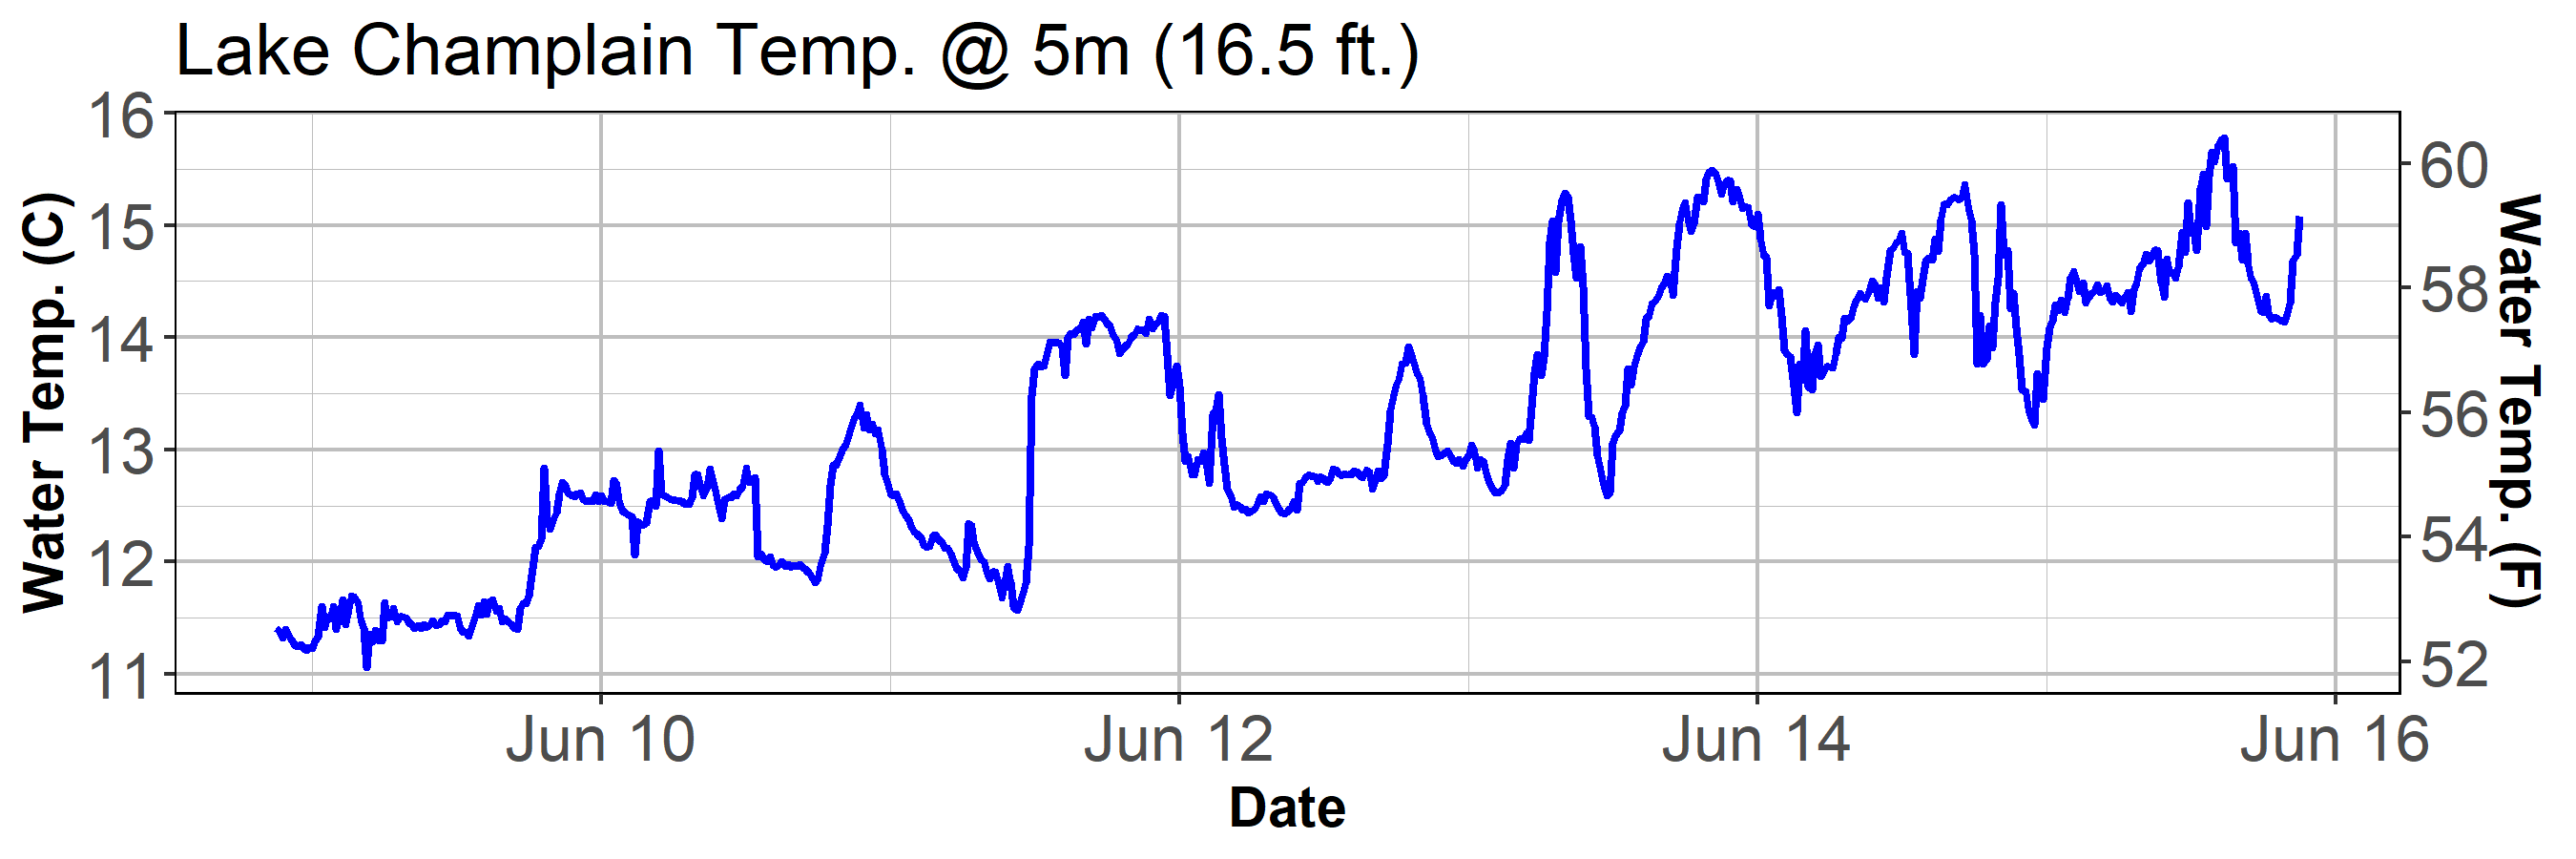 Lake Champlain Temp. @ 5m (16.5 ft.)
Water Temp. (C)
16
15
14
13
12
11
60
58
56
54
52
Water Temp. (F)
Jun 10 Jun 12 Jun 14 Jun 16
Date